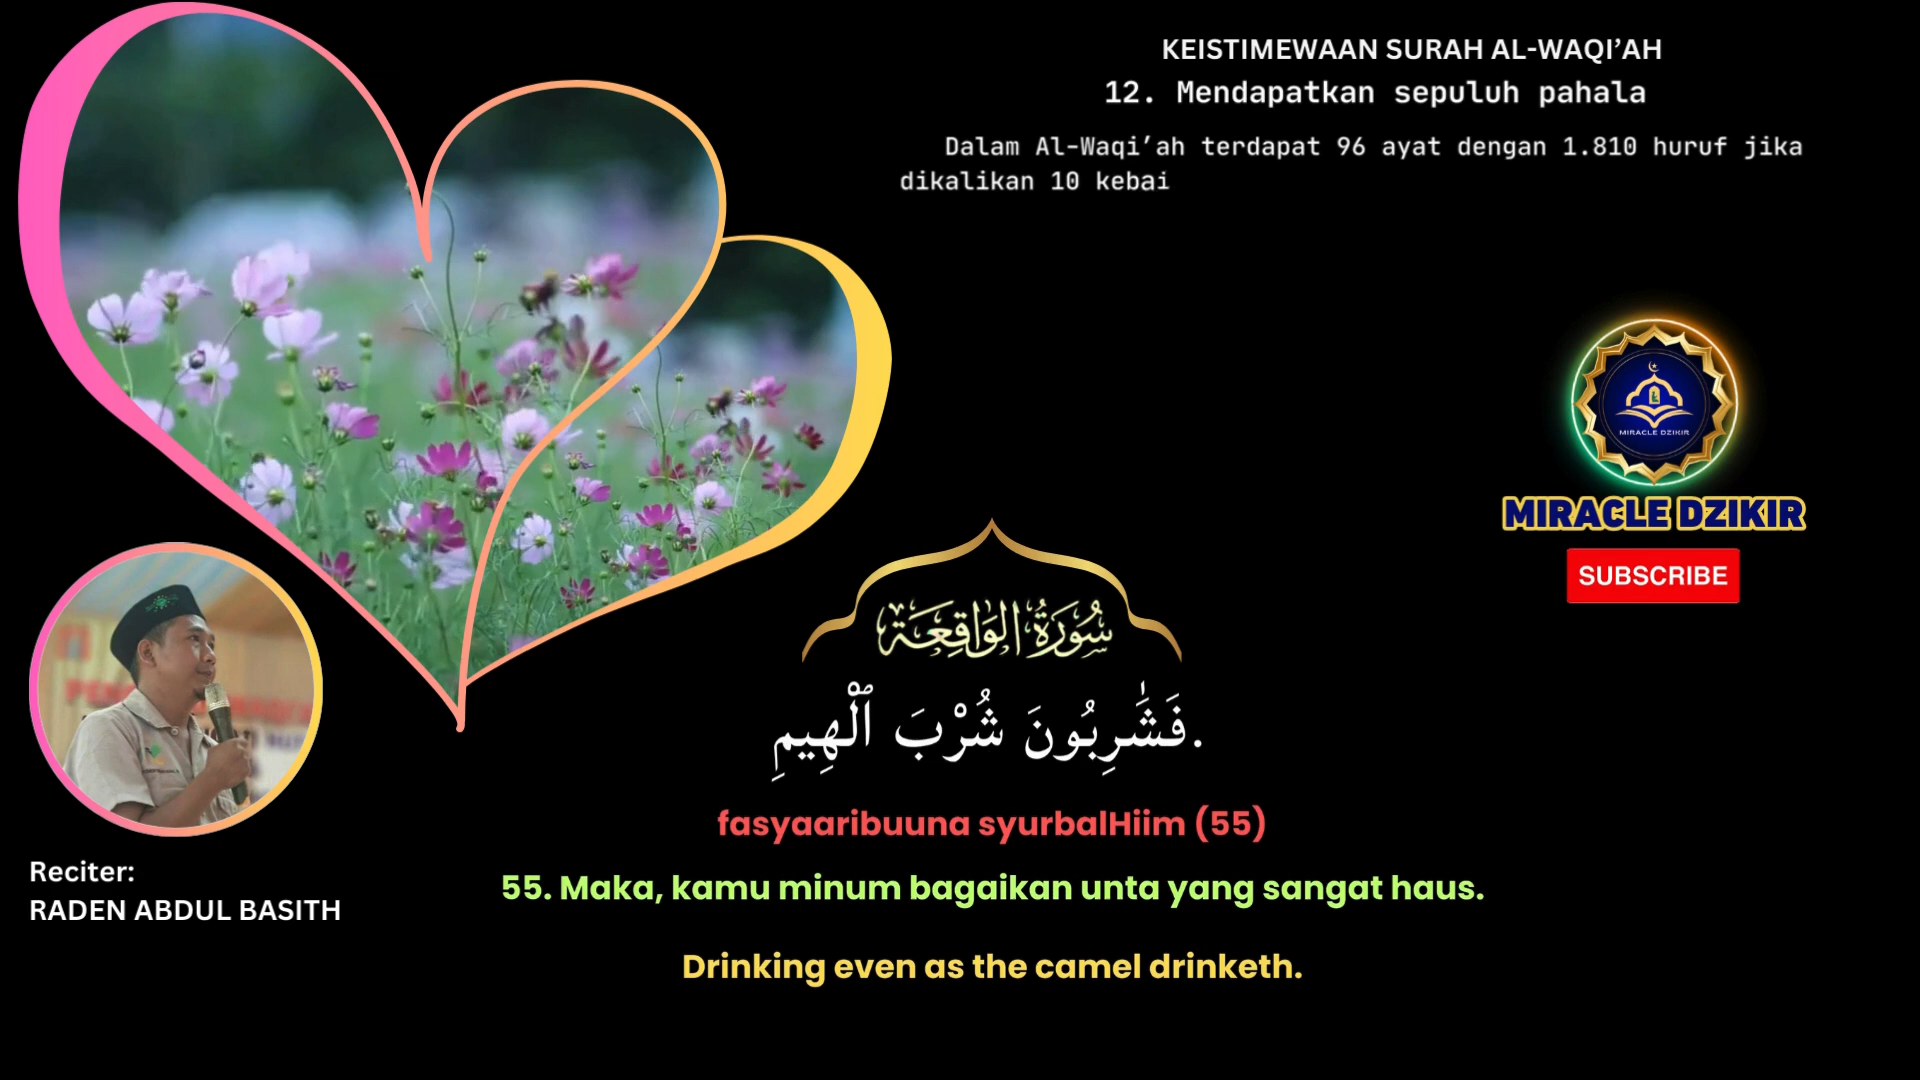 KEISTIMEWAAN SURAH AL-WAQI’AH
12. Mendapatkan sepuluh pahala
Dalam Al-Waqi’ah terdapat 96 ayat dengan 1.810 huruf jika
dikalikan 10 kebai
MIRACLE DZIKIR
MIRACLE DZIKIR
SUBSCRIBE
سُورَةُ الوَاقِعَة
فَشَٰرِبُونَ شُرْبَ ٱلْهِيمِ.
fasyaaribuuna syurbalHiim (55)
55. Maka, kamu minum bagaikan unta yang sangat haus.
Drinking even as the camel drinketh.
Reciter:
RADEN ABDUL BASITH